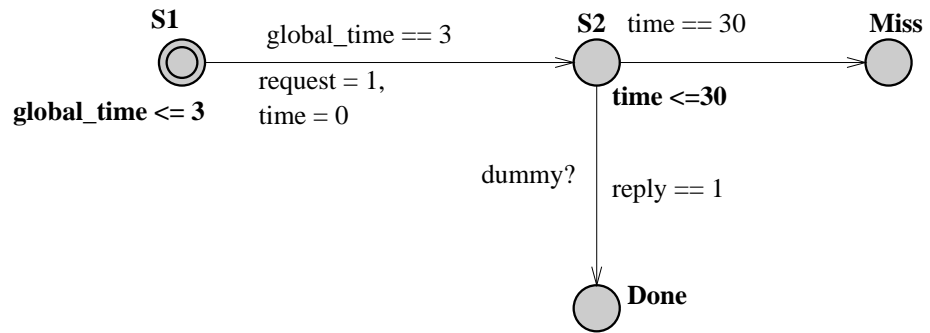 S1
global_time == 3
S2
time == 30
Miss
request = 1,
time = 0
global_time <= 3
time <=30
dummy?
reply == 1
Done